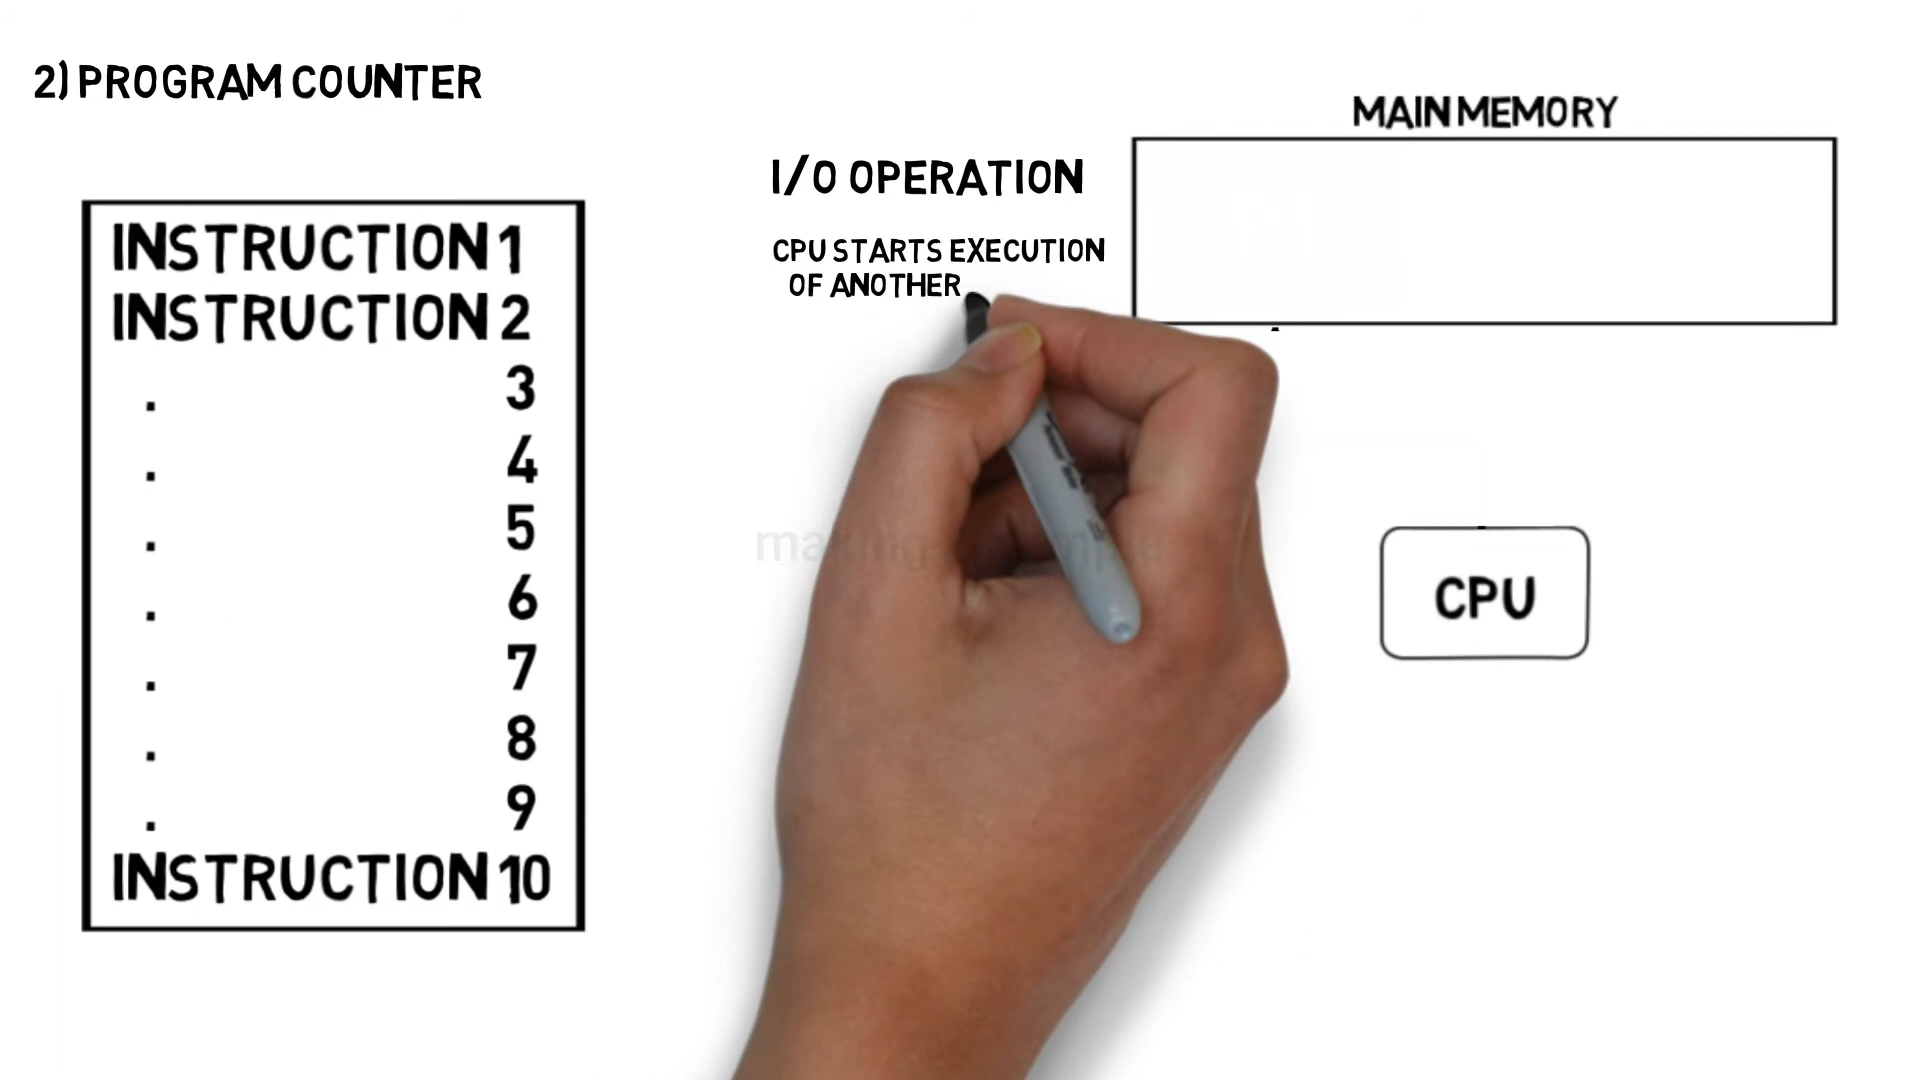 2) PROGRAM COUNTER
MAIN MEMORY
I/O OPERATION
CPU STARTS EXECUTION
OF ANOTHER
INSTRUCTION 1
INSTRUCTION 2
. 3
. 4
. 5
. 6
. 7
. 8
. 9
INSTRUCTION 10
CPU